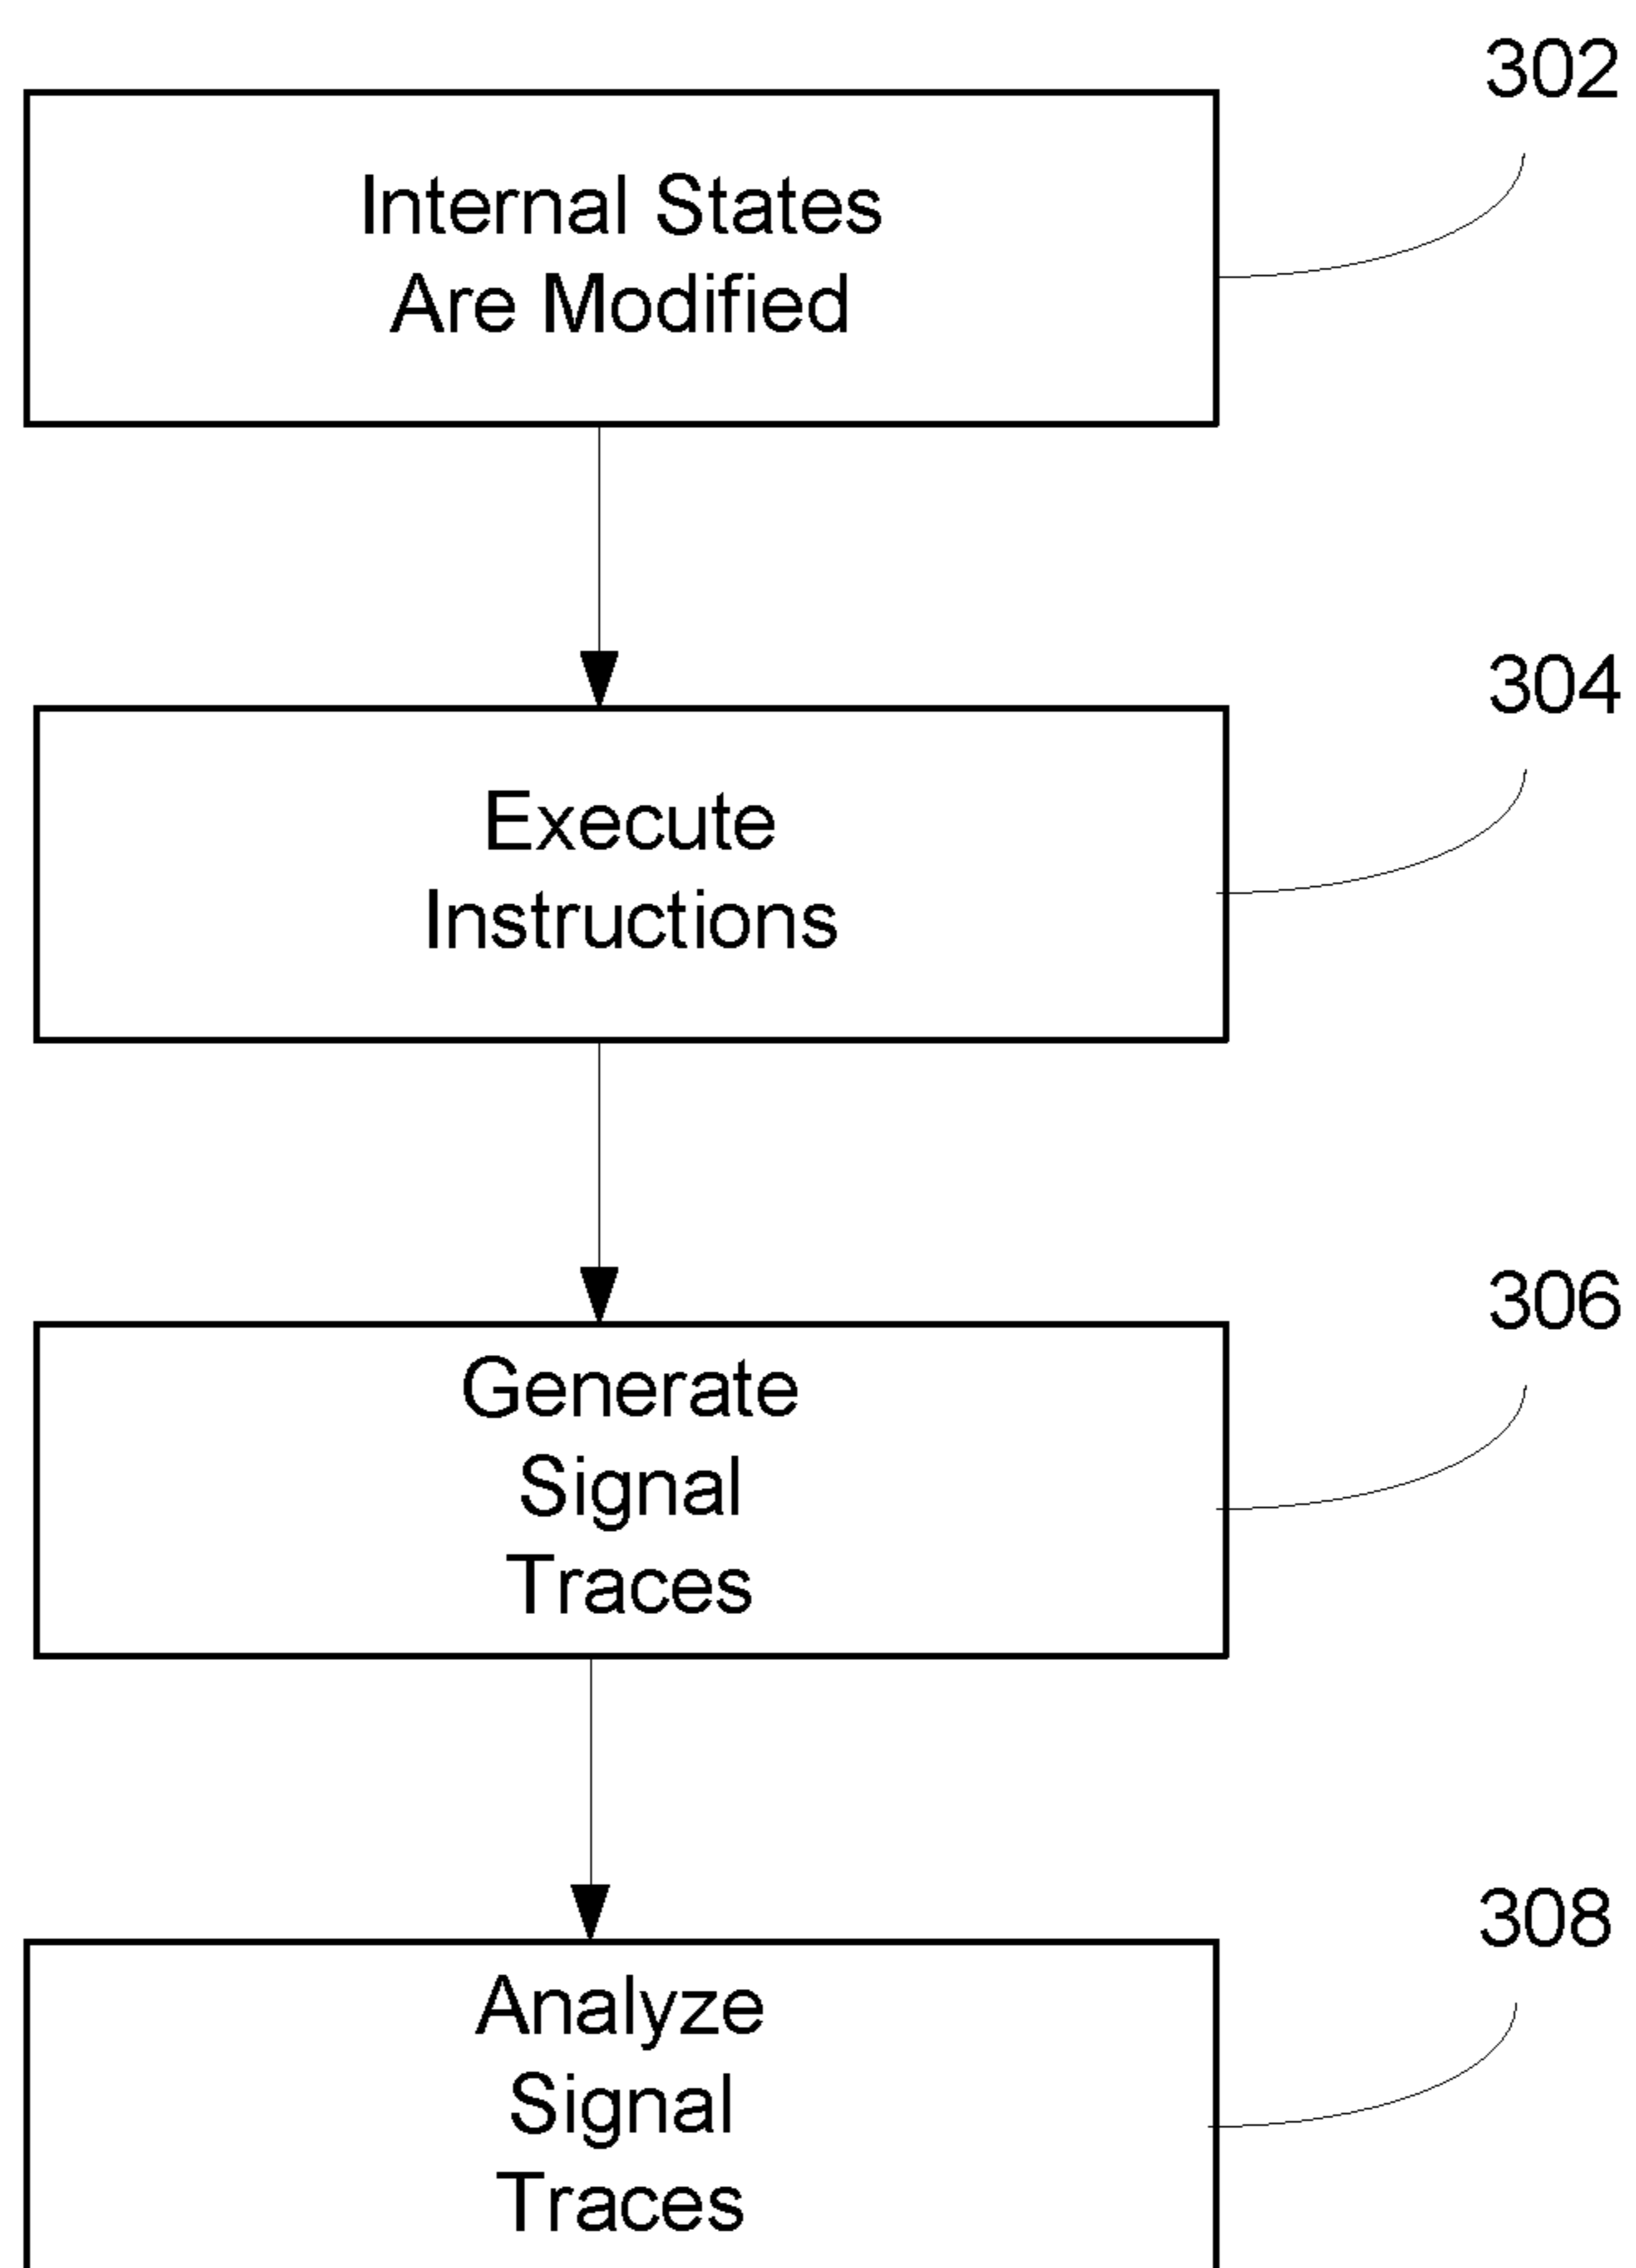 302
Internal States
Are Modified
304
Execute
Instructions
306
Generate
Signal
Traces
308
Analyze
Signal
Traces